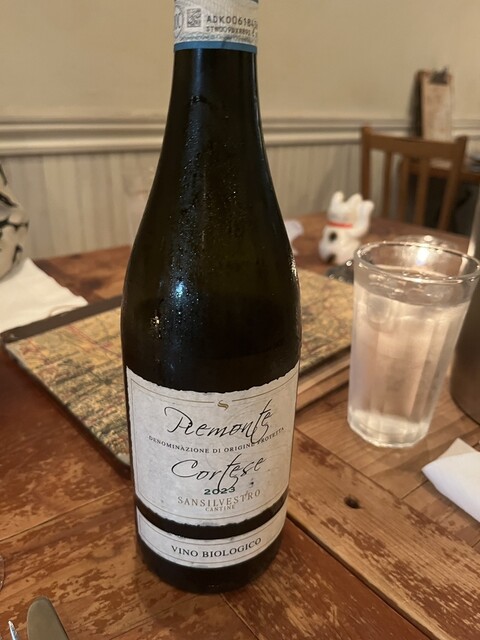 Piemonte
DENOMINAZIONE DI ORIGINE PROTETTA
Cortese
2023
SANSILVESTRO
CANTINE
VINO BIOLOGICO